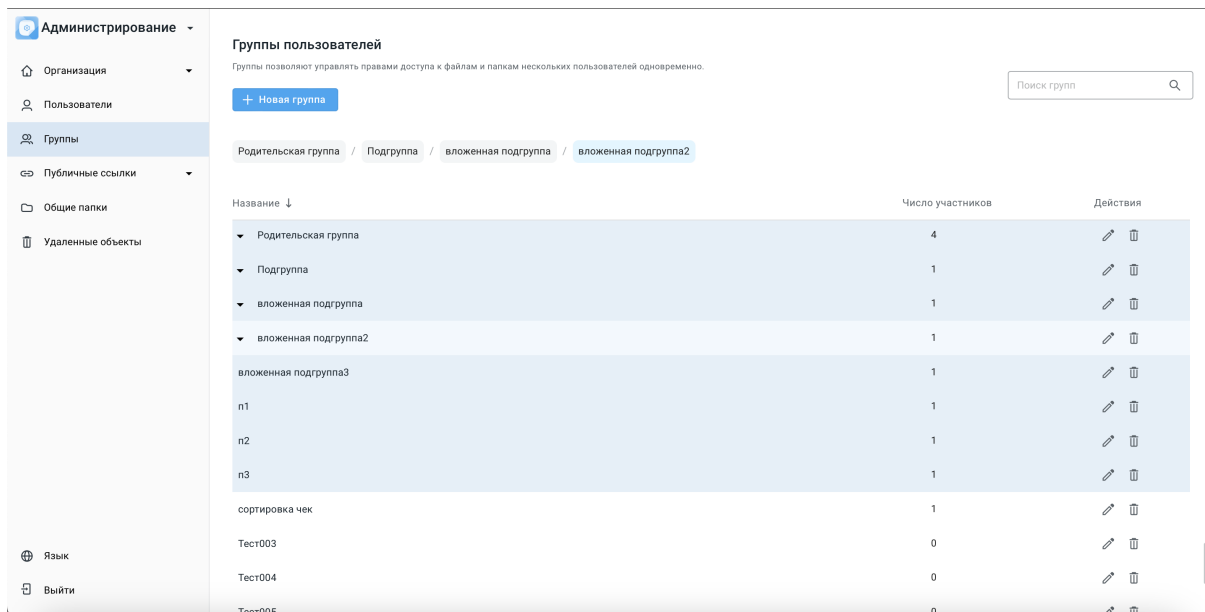 Администрирование
Группы пользователей
Группы позволяют управлять правами доступа к файлам и папкам нескольких пользователей одновременно.
Организация
Пользователи
Группы
Публичные ссылки
Общие папки
Удаленные объекты
Язык
Выйти
+ Новая группа
Поиск групп
Родительская группа / Подгруппа / вложенная подгруппа / вложенная подгруппа2
Название ↓ Число участников Действия
Родительская группа 4
Подгруппа 1
вложенная подгруппа 1
вложенная подгруппа2 1
вложенная подгруппа3 1
п1 1
п2 1
п3 1
сортировка чек 1
Тест003 0
Тест004 0
Тест005 0